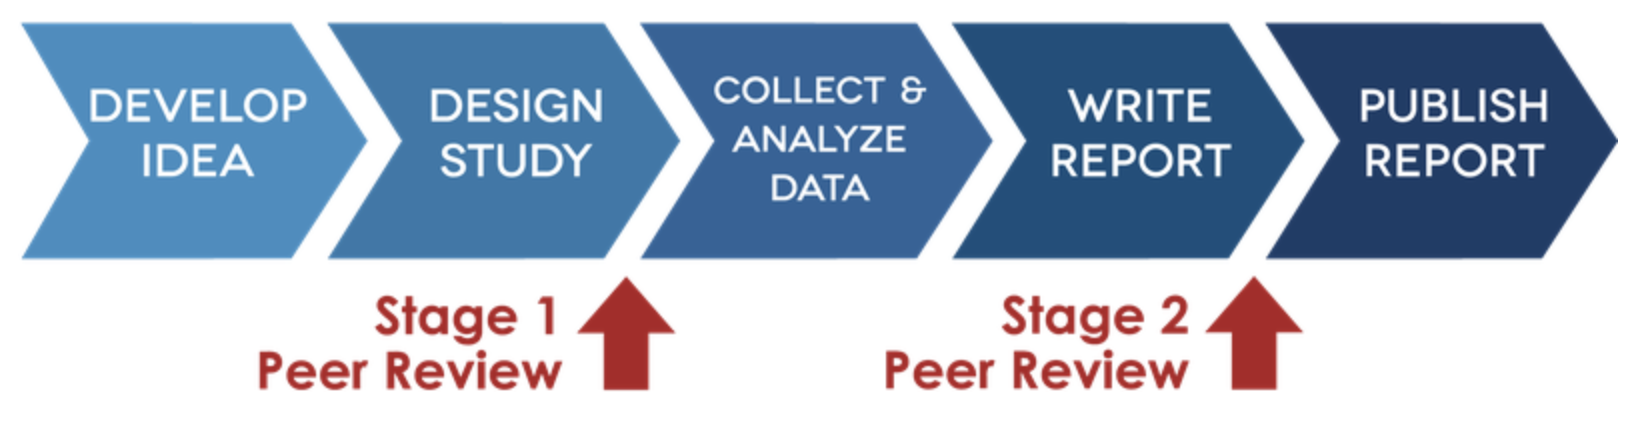 DEVELOP
IDEA
DESIGN
STUDY
COLLECT &
ANALYZE
DATA
WRITE
REPORT
PUBLISH
REPORT
Stage 1
Peer Review
Stage 2
Peer Review